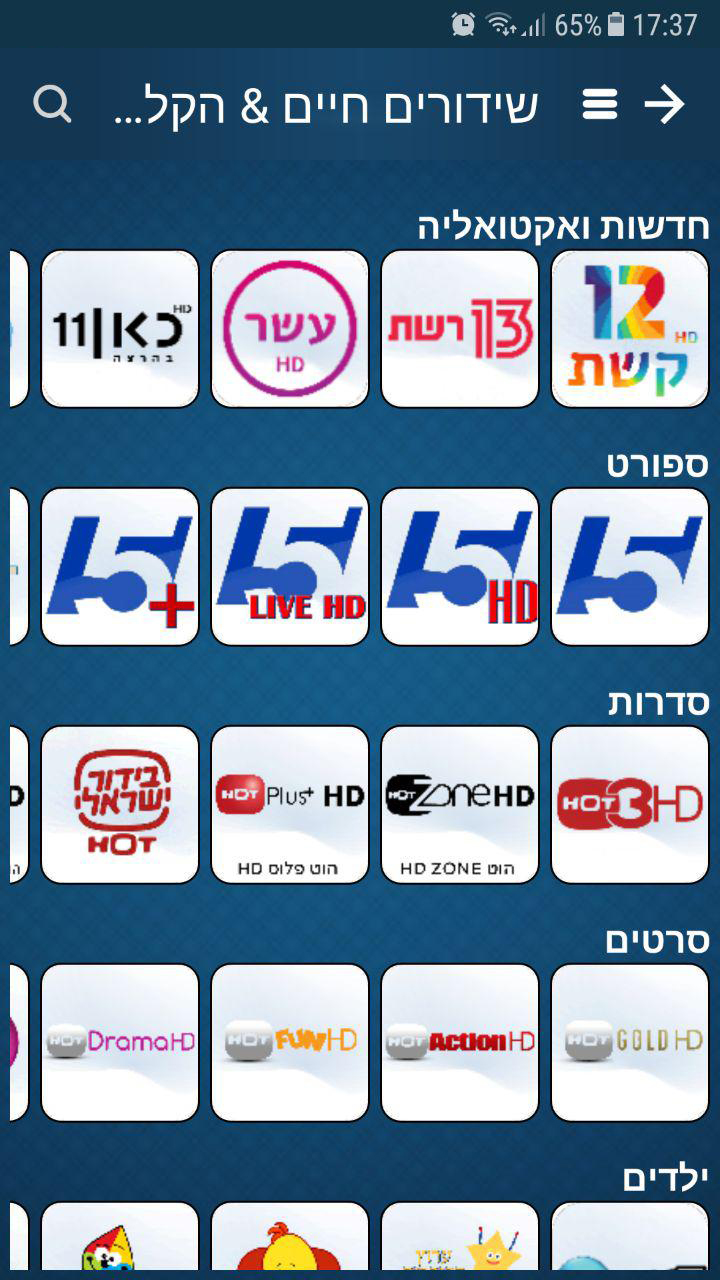 65% 17:37
שידורים חיים & הקל...
חדשות ואקטואליה
12 HD
קשת
13 רשת
עשר
HD
כאן 11 HD
בהרצה
ספורט
5
5 HD
5 LIVE HD
5+
סדרות
HOT 3 HD
HOT Zone HD
הוט HD ZONE
HOT Plus+ HD
הוט פלוס HD
בידור
ישראלי
HOT
סרטים
HOT GOLD HD
HOT Action HD
HOT FUN HD
HOT Drama HD
ילדים
ערוץ